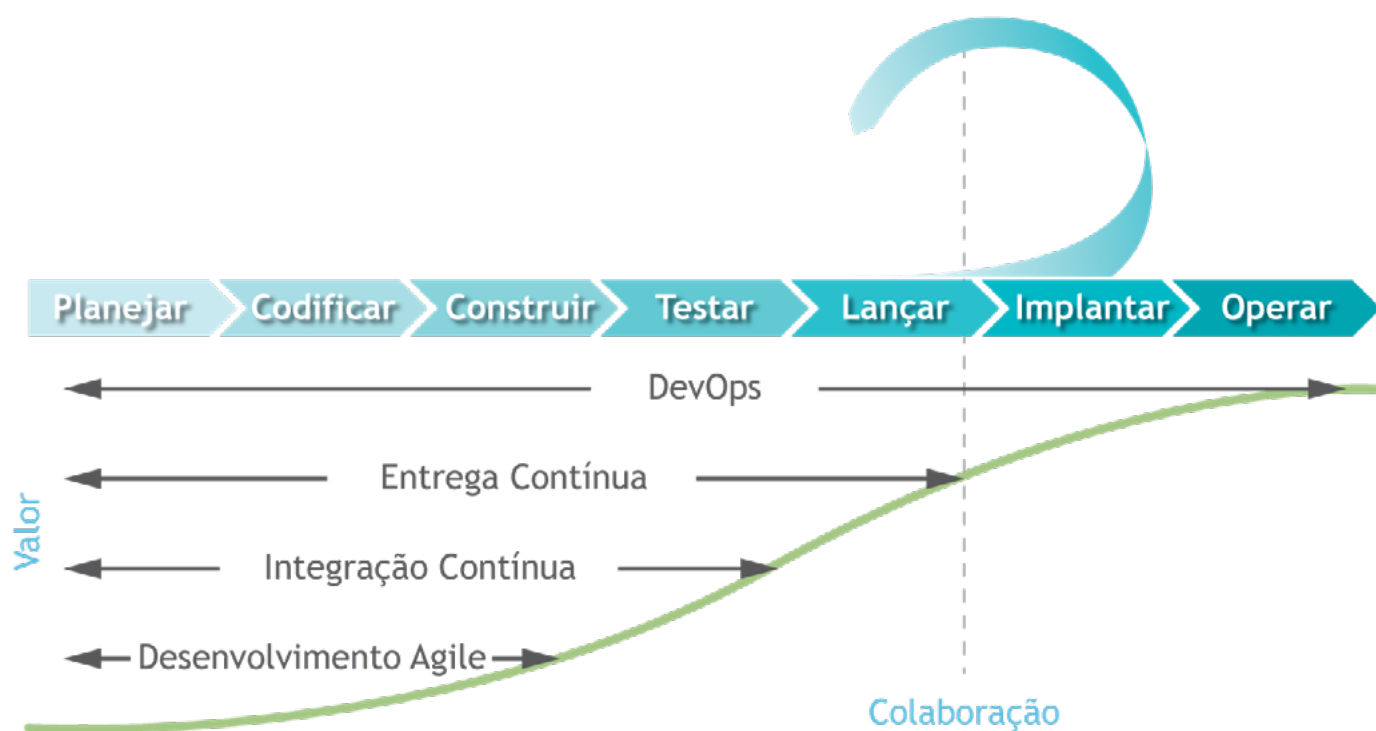 Planejar
Codificar
Construir
Testar
Lançar
Implantar
Operar
DevOps
Entrega Contínua
Integração Contínua
Desenvolvimento Agile
Valor
Colaboração